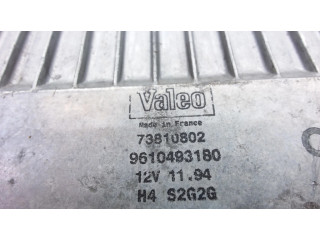 Valeo
Made in France
73810802
9610493180
12V 11.94
H4 S2G2G